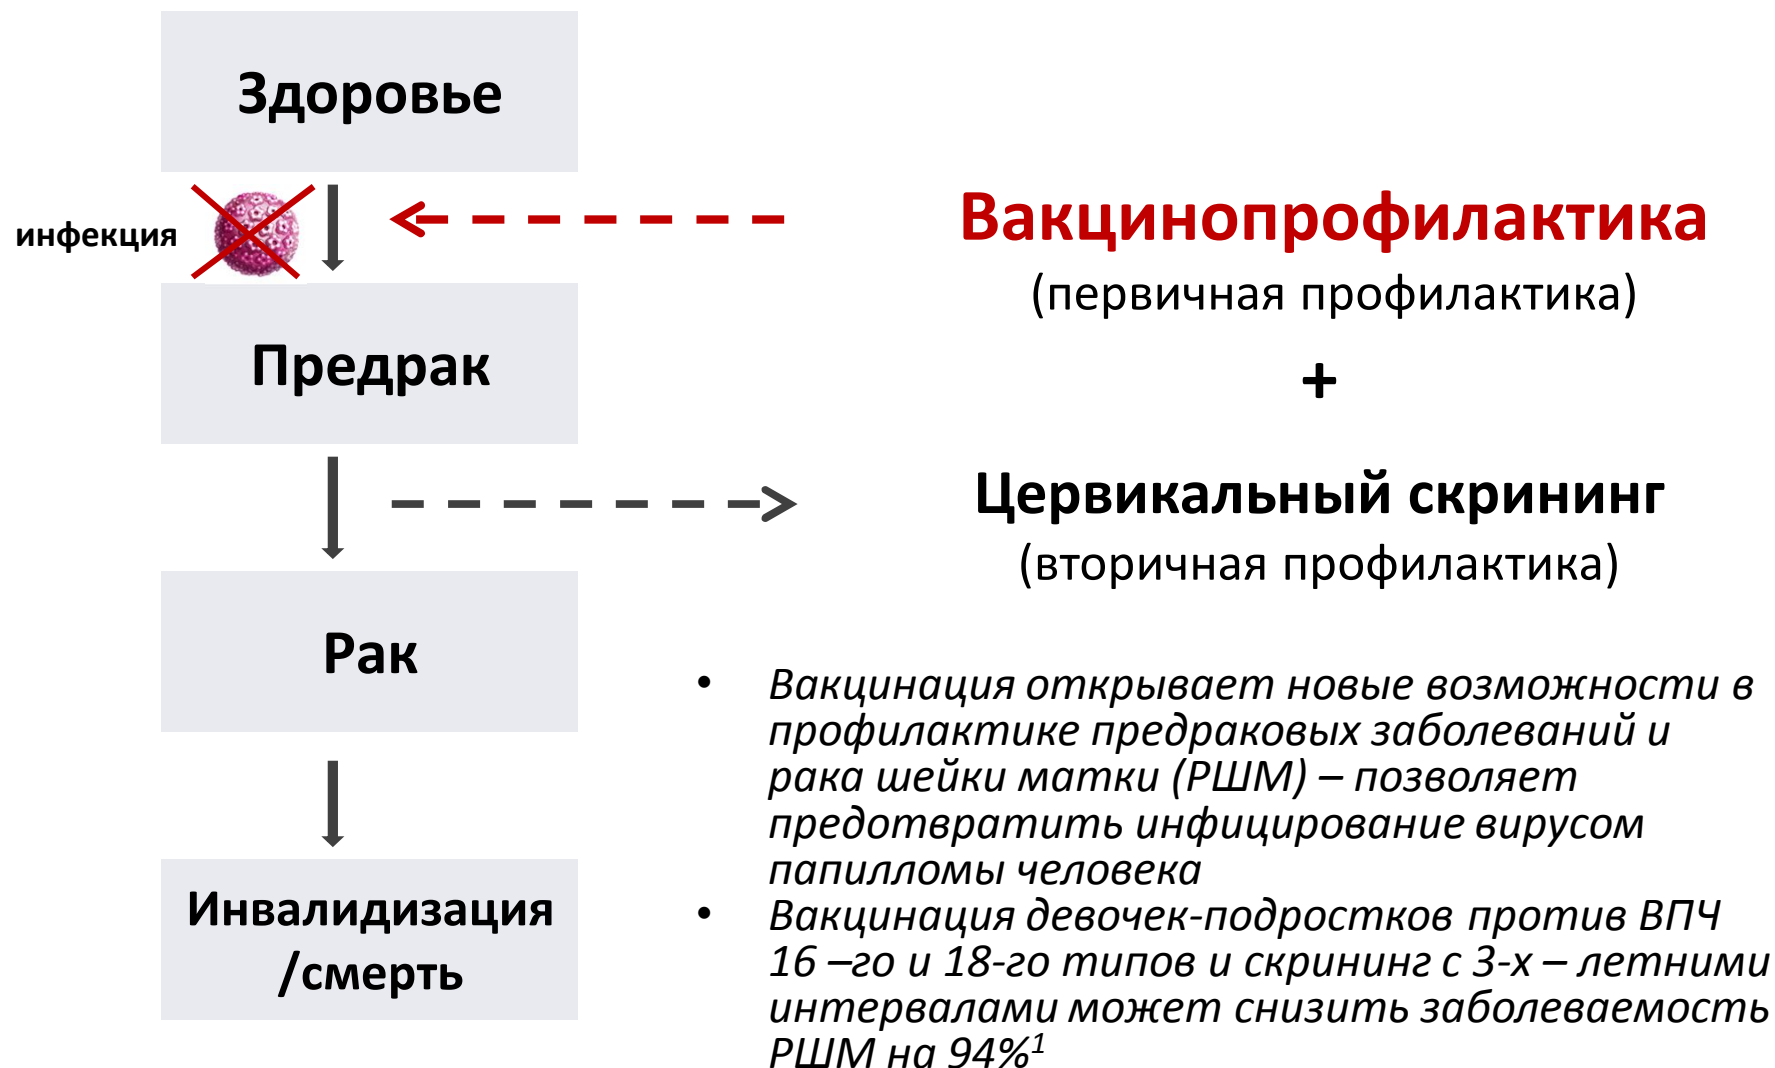 Здоровье
инфекция
Предрак
Рак
Инвалидизация
/смерть
Вакцинопрофилактика
(первичная профилактика)
+
Цервикальный скрининг
(вторичная профилактика)
• Вакцинация открывает новые возможности в
профилактике предраковых заболеваний и
рака шейки матки (РШМ) – позволяет
предотвратить инфицирование вирусом
папилломы человека
• Вакцинация девочек-подростков против ВПЧ
16 –го и 18-го типов и скрининг с 3-х – летними
интервалами может снизить заболеваемость
РШМ на 94%¹